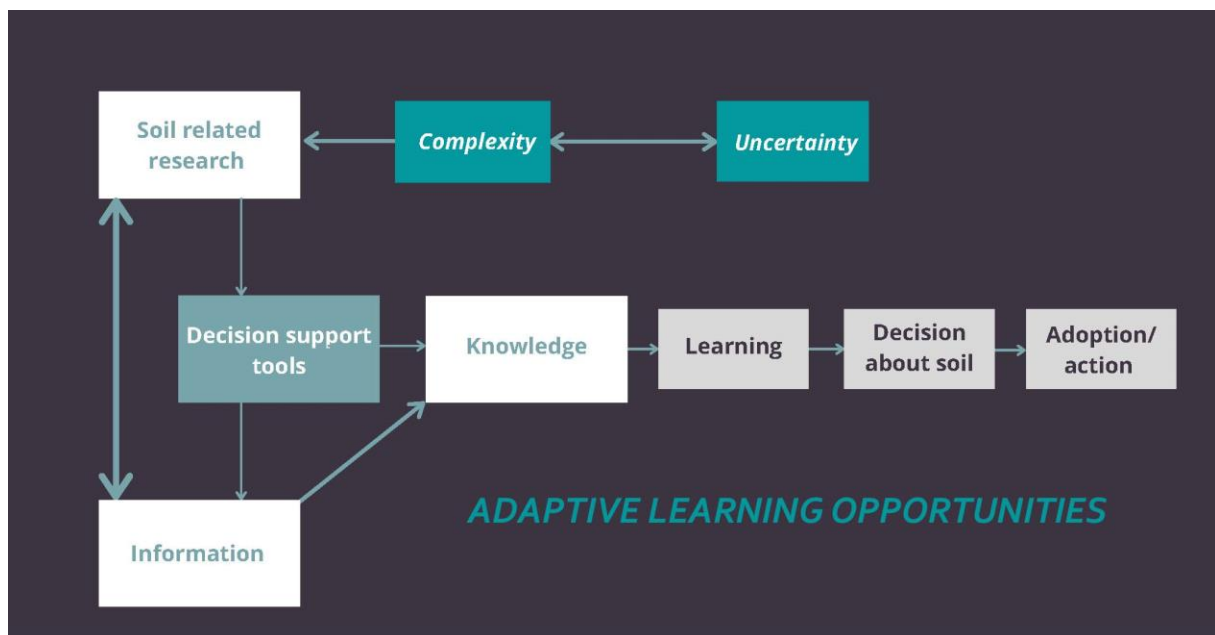 Soil related
research
Complexity
Uncertainty
Decision support
tools
Knowledge
Learning
Decision
about soil
Adoption/
action
ADAPTIVE LEARNING OPPORTUNITIES
Information